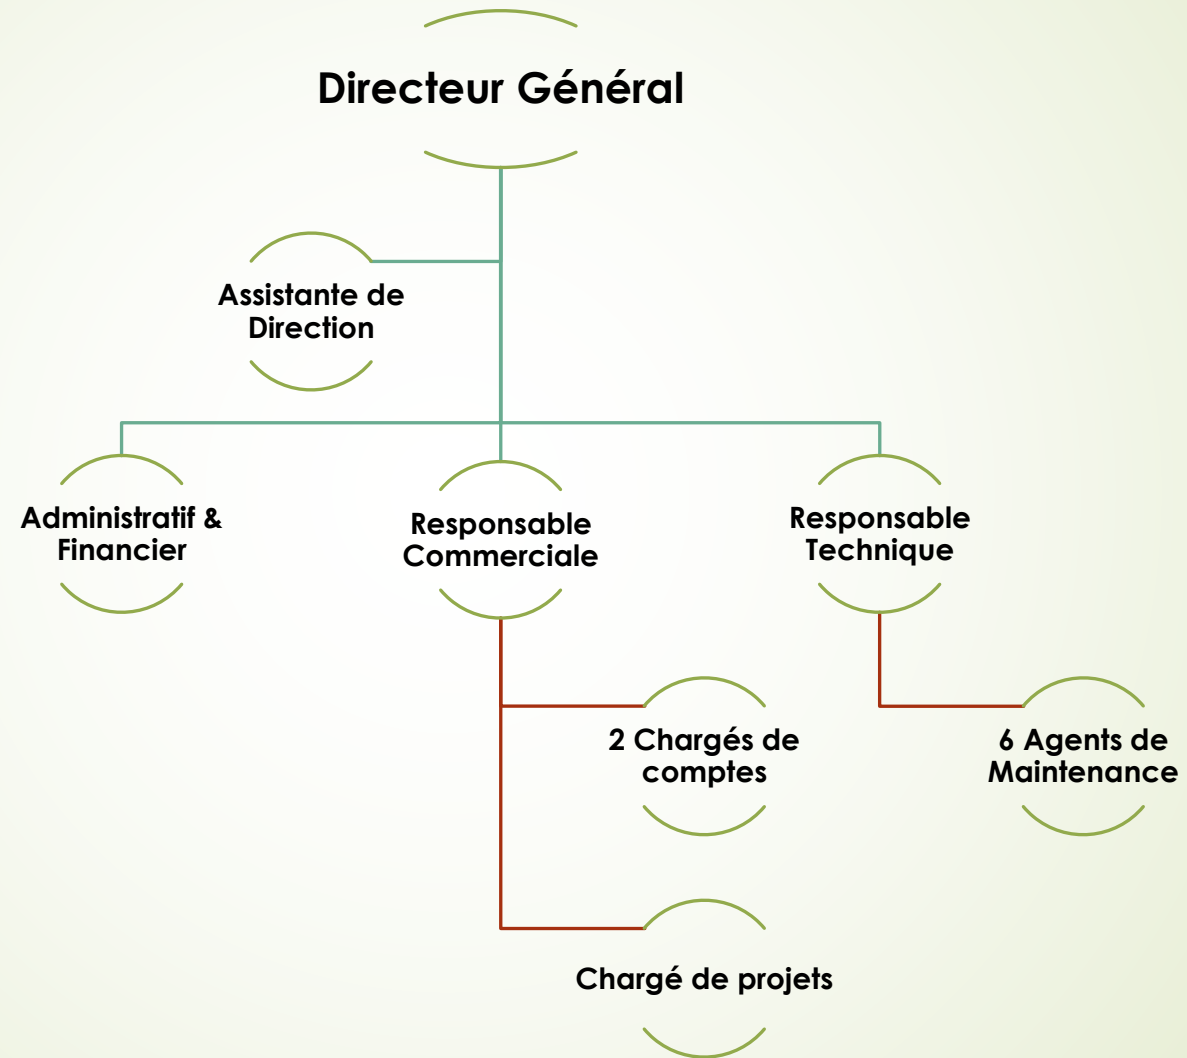 Directeur Général
Assistante de
Direction
Administratif &
Financier
Responsable
Commerciale
Responsable
Technique
2 Chargés de
comptes
6 Agents de
Maintenance
Chargé de projets